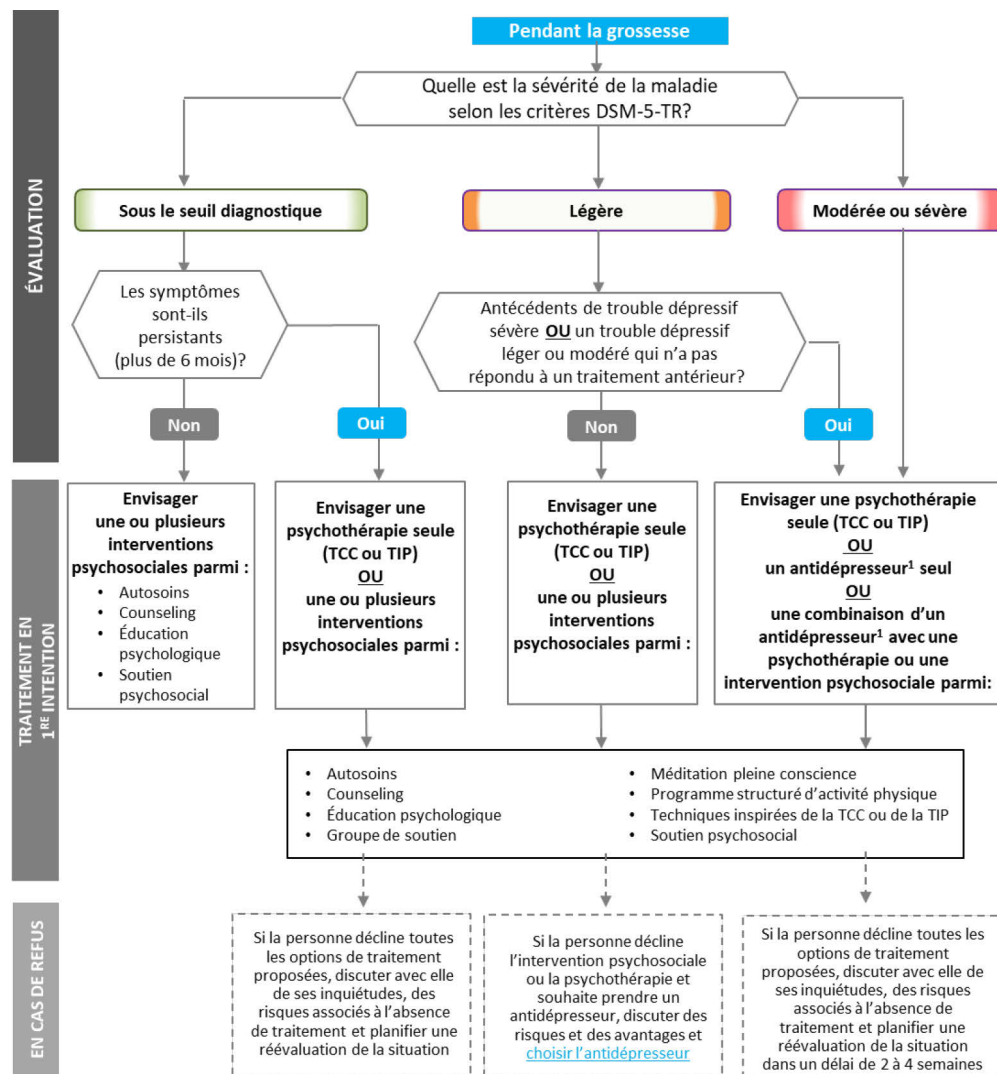 Pendant la grossesse
Quelle est la sévérité de la maladie
selon les critères DSM-5-TR?
ÉVALUATION
Sous le seuil diagnostique
Légère
Modérée ou sévère
Les symptômes
sont-ils
persistants
(plus de 6 mois)?
Antécédents de trouble dépressif
sévère OU un trouble dépressif
léger ou modéré qui n’a pas
répondu à un traitement antérieur?
Non
Oui
Non
Oui
TRAITEMENT EN
1RE INTENTION
Envisager
une ou plusieurs
interventions
psychosociales parmi :
• Autosoins
• Counseling
• Éducation
psychologique
• Soutien
psychosocial
Envisager une
psychothérapie seule
(TCC ou TIP)
OU
une ou plusieurs
interventions
psychosociales parmi :
Envisager une
psychothérapie seule
(TCC ou TIP)
OU
une ou plusieurs
interventions
psychosociales parmi :
Envisager une psychothérapie
seule (TCC ou TIP)
OU
un antidépresseur¹ seul
OU
une combinaison d’un
antidépresseur¹ avec une
psychothérapie ou une
intervention psychosociale parmi:
• Autosoins
• Counseling
• Éducation psychologique
• Groupe de soutien
• Méditation pleine conscience
• Programme structuré d’activité physique
• Techniques inspirées de la TCC ou de la TIP
• Soutien psychosocial
EN CAS DE REFUS
Si la personne décline toutes
les options de traitement
proposées, discuter avec elle
de ses inquiétudes, des
risques associés à l’absence
de traitement et planifier une
réévaluation de la situation
Si la personne décline
l’intervention psychosociale
ou la psychothérapie et
souhaite prendre un
antidépresseur, discuter des
risques et des avantages et
choisir l’antidépresseur
Si la personne décline toutes les
options de traitement
proposées, discuter avec elle de
ses inquiétudes, des risques
associés à l’absence de
traitement et planifier une
réévaluation de la situation
dans un délai de 2 à 4 semaines